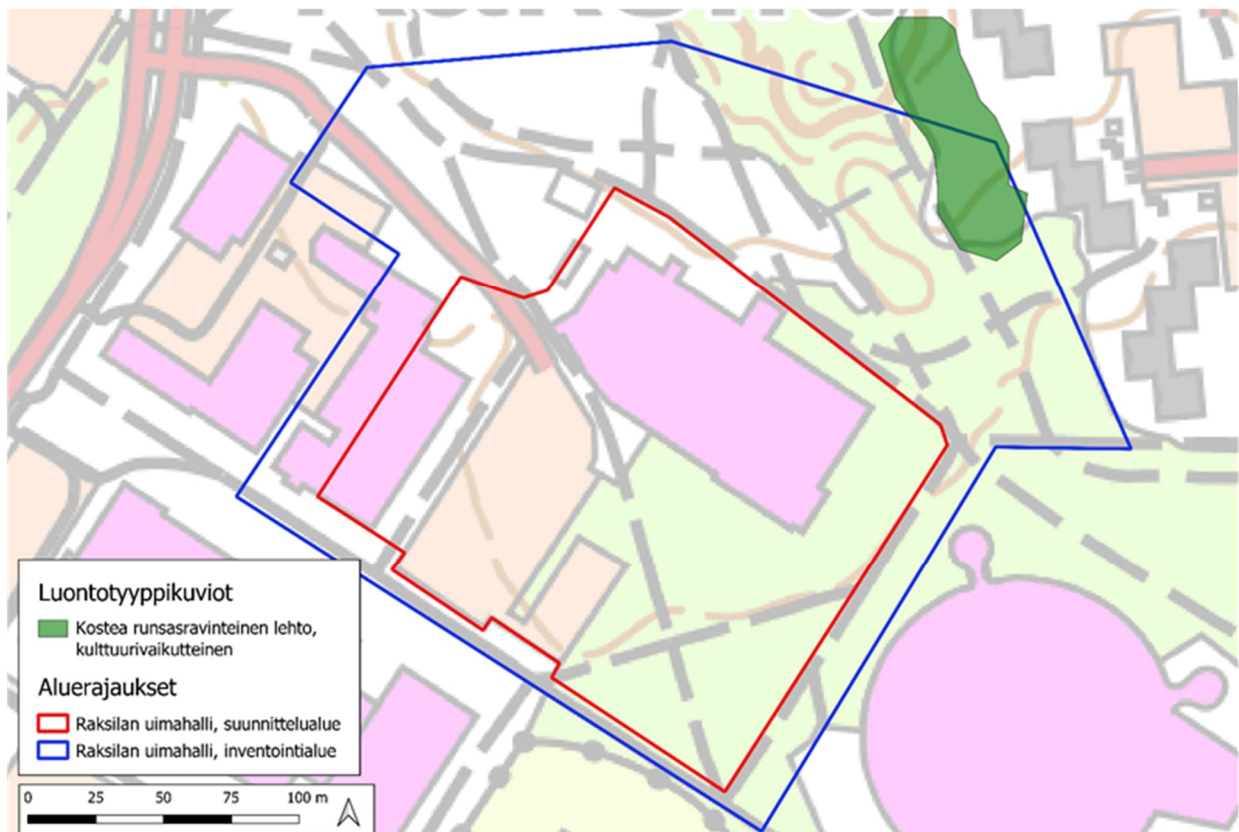 Luontotyyppikuviot
Kostea runsasravinteinen lehto,
kulttuurivaikutteinen
Aluerajaukset
Raksilan uimahalli, suunnittelualue
Raksilan uimahalli, inventointialue
0 25 50 75 100 m